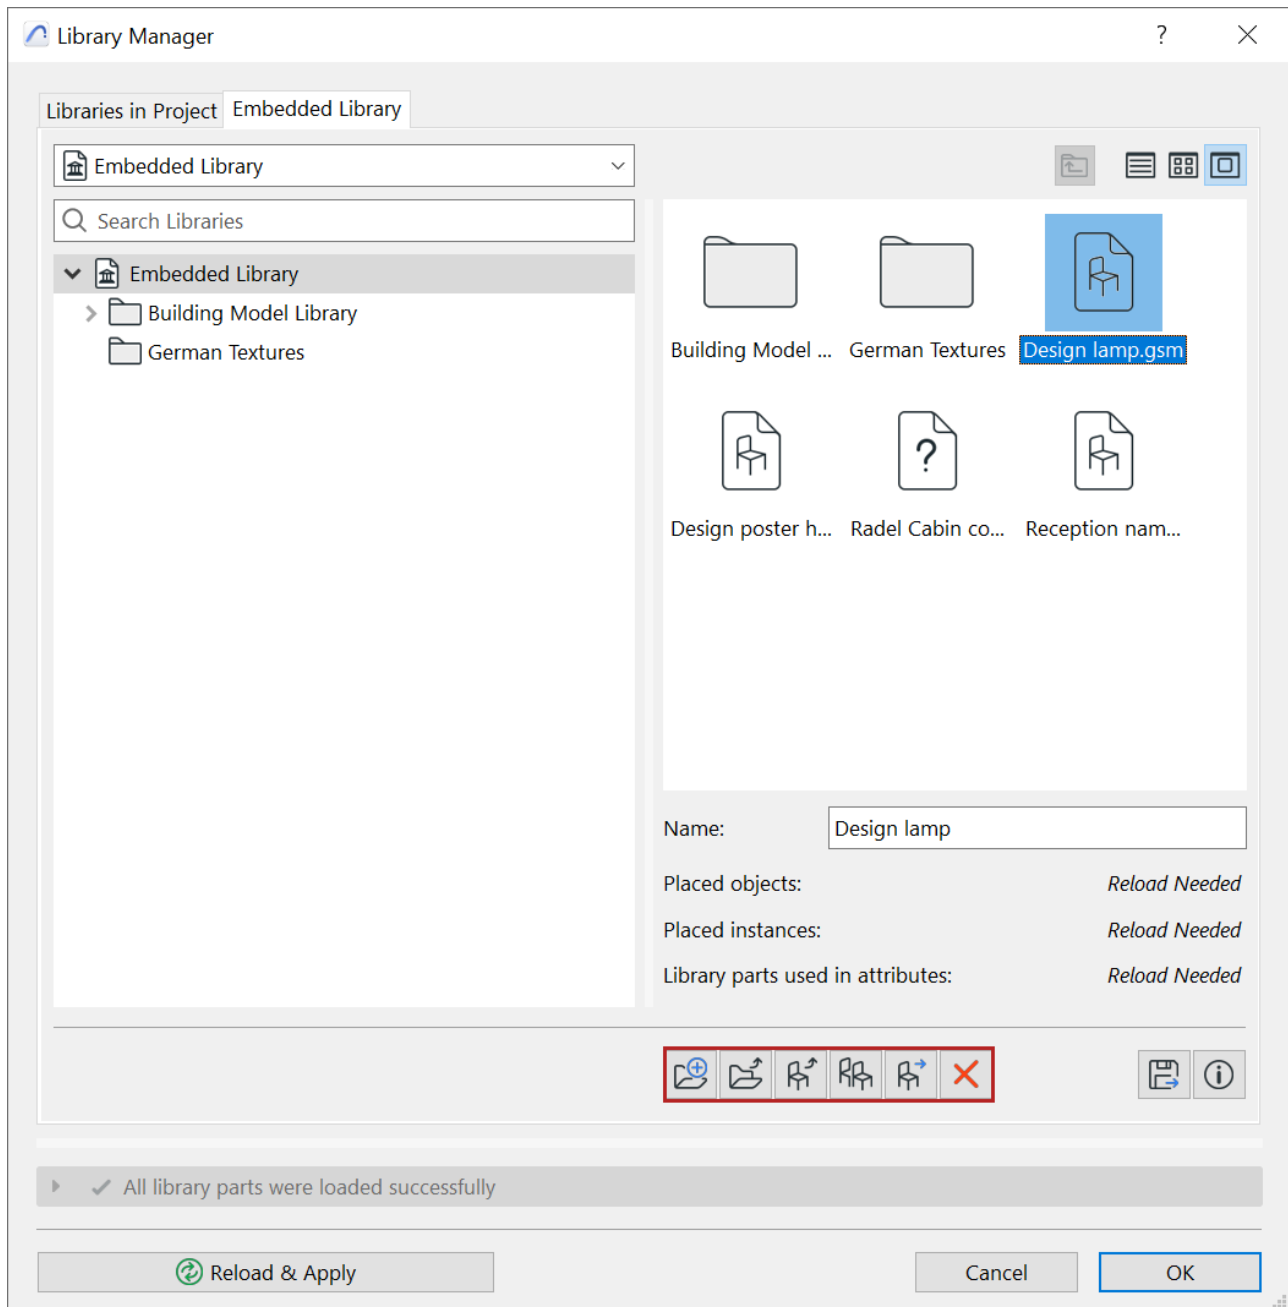 Library Manager
?
Libraries in Project
Embedded Library
Embedded Library
Search Libraries
Embedded Library
Building Model Library
German Textures
Building Model ...
German Textures
Design lamp.gsm
?
Design poster h...
Radel Cabin co...
Reception nam...
Name:
Design lamp
Placed objects:
Reload Needed
Placed instances:
Reload Needed
Library parts used in attributes:
Reload Needed
All library parts were loaded successfully
Reload & Apply
Cancel
OK